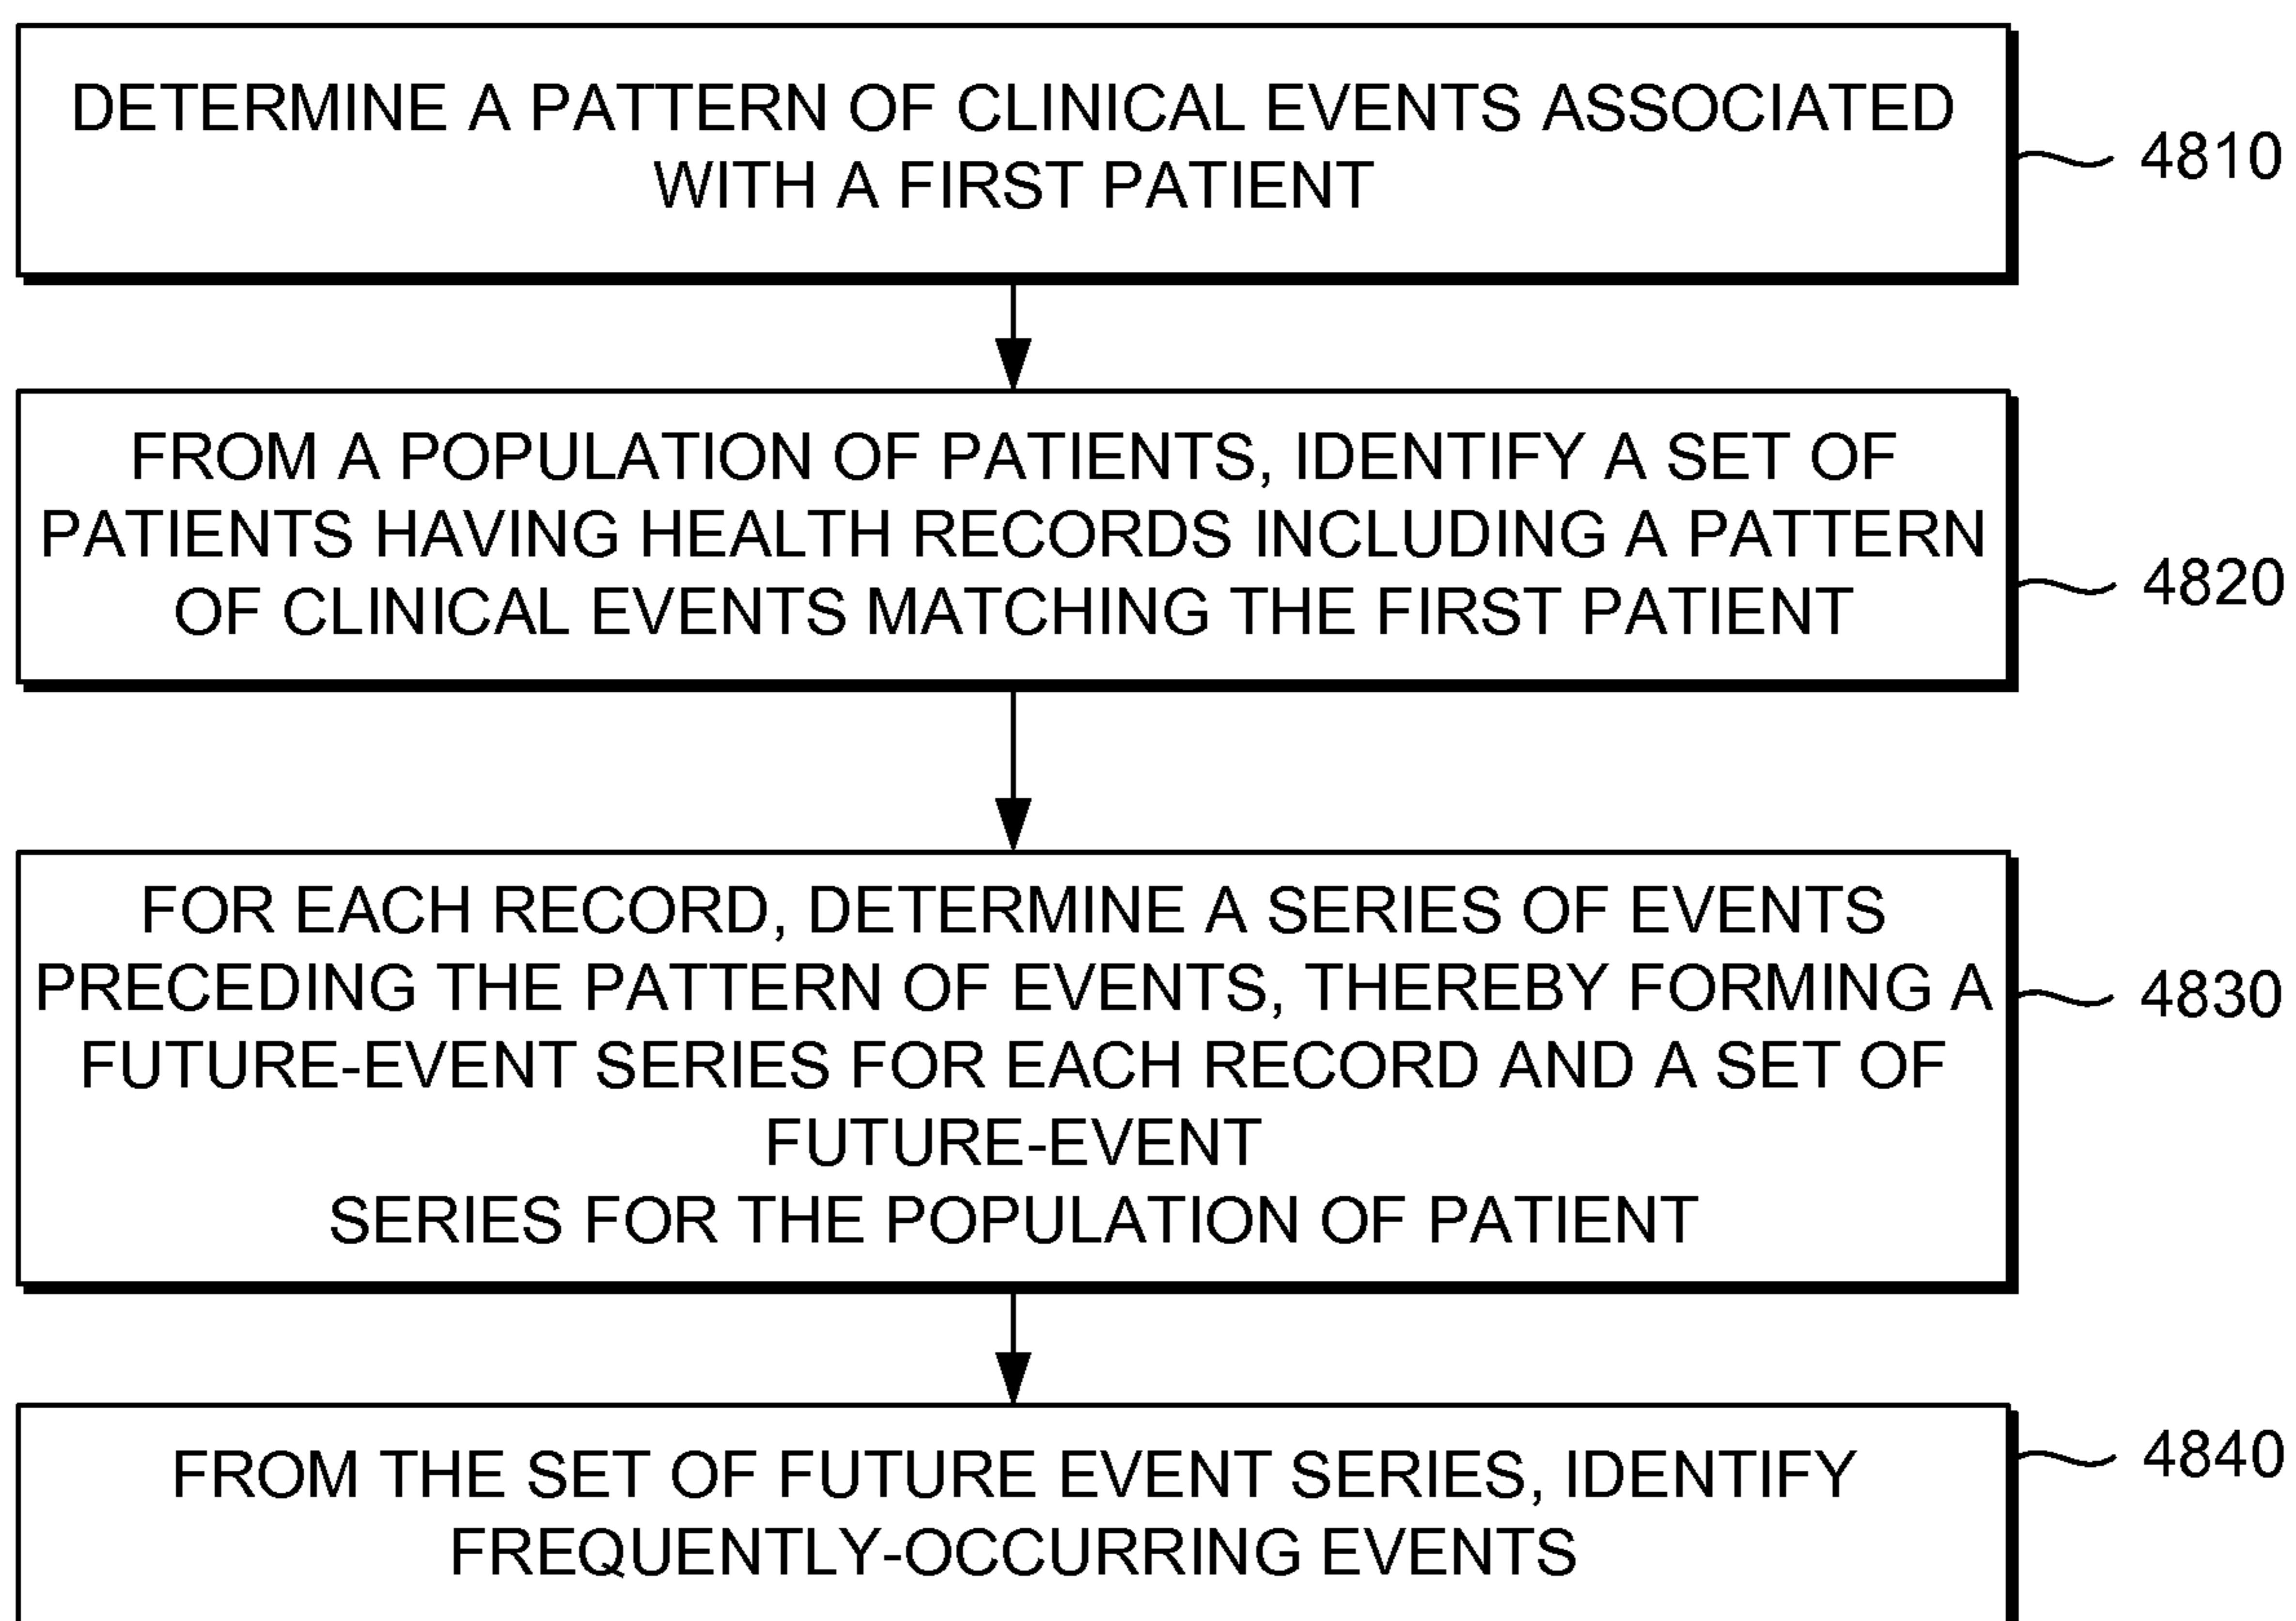 DETERMINE A PATTERN OF CLINICAL EVENTS ASSOCIATED
WITH A FIRST PATIENT
4810
FROM A POPULATION OF PATIENTS, IDENTIFY A SET OF
PATIENTS HAVING HEALTH RECORDS INCLUDING A PATTERN
OF CLINICAL EVENTS MATCHING THE FIRST PATIENT
4820
FOR EACH RECORD, DETERMINE A SERIES OF EVENTS
PRECEDING THE PATTERN OF EVENTS, THEREBY FORMING A
FUTURE-EVENT SERIES FOR EACH RECORD AND A SET OF
FUTURE-EVENT
SERIES FOR THE POPULATION OF PATIENT
4830
FROM THE SET OF FUTURE EVENT SERIES, IDENTIFY
FREQUENTLY-OCCURRING EVENTS
4840